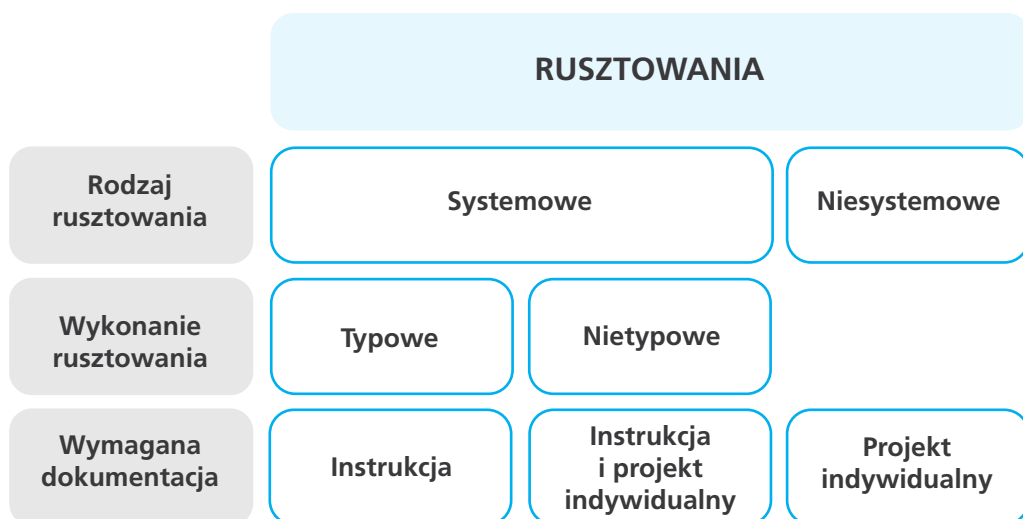 RUSZTOWANIA
Rodzaj
rusztowania
Systemowe
Niesystemowe
Wykonanie
rusztowania
Typowe
Nietypowe
Wymagana
dokumentacja
Instrukcja
Instrukcja
i projekt
indywidualny
Projekt
indywidualny